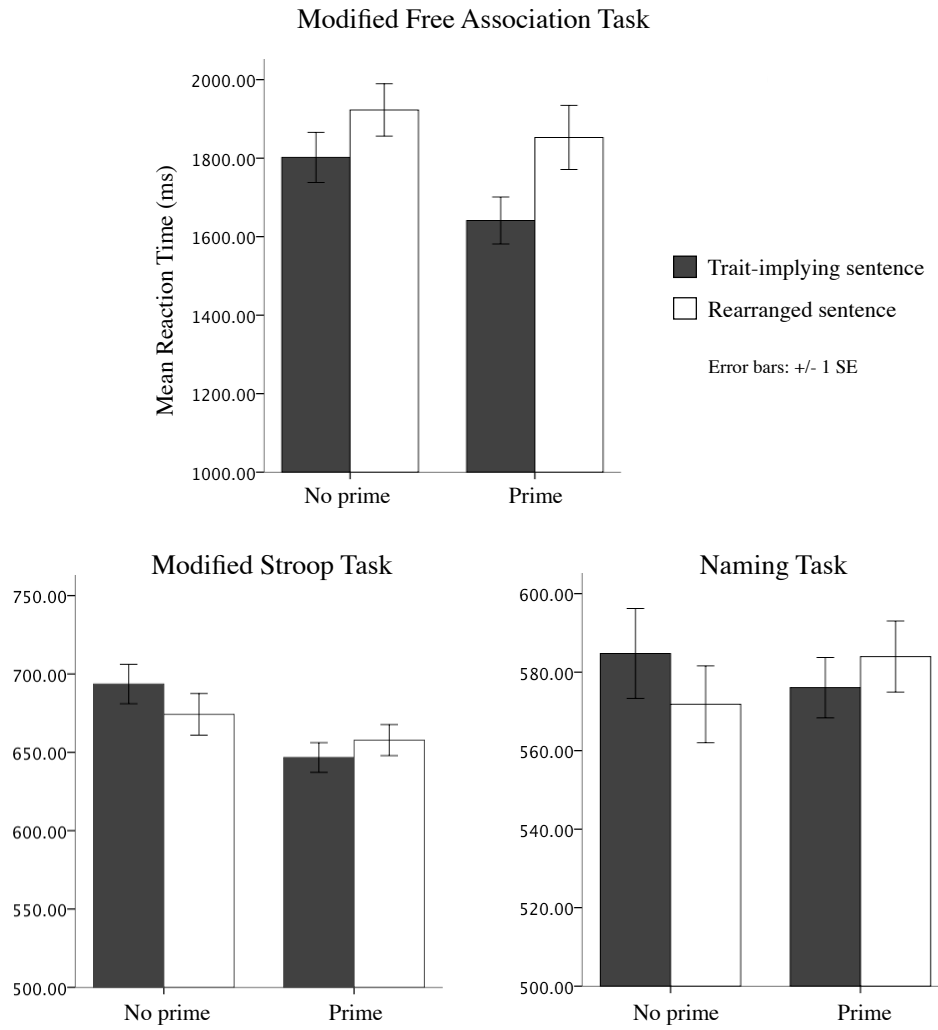 Modified Free Association Task
Mean Reaction Time (ms)
2000.00
1800.00
1600.00
1400.00
1200.00
1000.00
No prime
Prime
Trait-implying sentence
Rearranged sentence
Error bars: +/- 1 SE
Modified Stroop Task
750.00
700.00
650.00
600.00
550.00
500.00
No prime
Prime
Naming Task
600.00
580.00
560.00
540.00
520.00
500.00
No prime
Prime